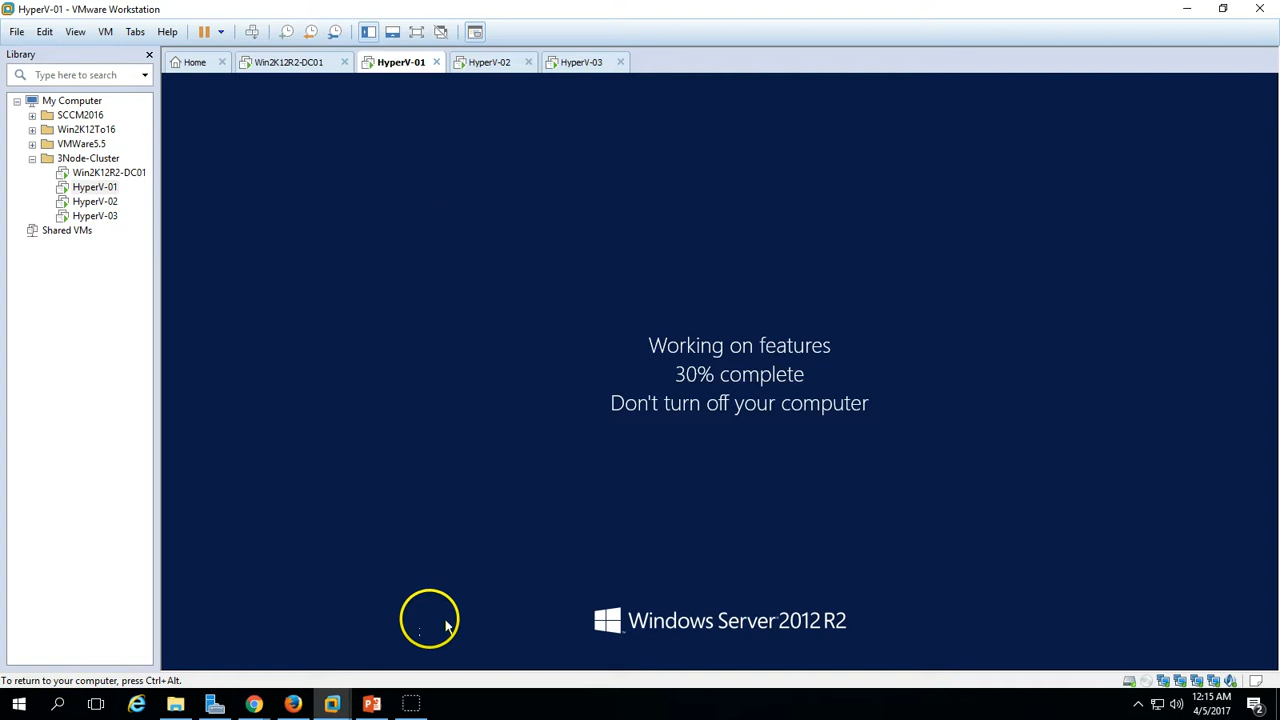 HyperV-01 - VMware Workstation
File Edit View VM Tabs Help
Library
Type here to search
My Computer
SCCM2016
Win2K12To16
VMWare5.5
3Node-Cluster
Win2K12R2-DC01
HyperV-01
HyperV-02
HyperV-03
Shared VMs
Home Win2K12R2-DC01 HyperV-01 HyperV-02 HyperV-03
Working on features
30% complete
Don't turn off your computer
Windows Server 2012 R2
To return to your computer, press Ctrl+Alt.
12:15 AM
4/5/2017
2